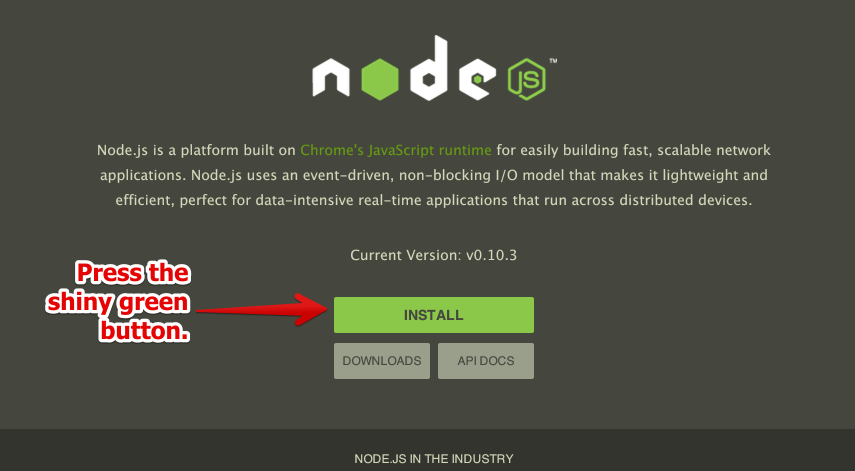 node JS ™
Node.js is a platform built on Chrome's JavaScript runtime for easily building fast, scalable network
applications. Node.js uses an event-driven, non-blocking I/O model that makes it lightweight and
efficient, perfect for data-intensive real-time applications that run across distributed devices.
Current Version: v0.10.3
Press the
shiny green
button.
INSTALL
DOWNLOADS API DOCS
NODE.JS IN THE INDUSTRY